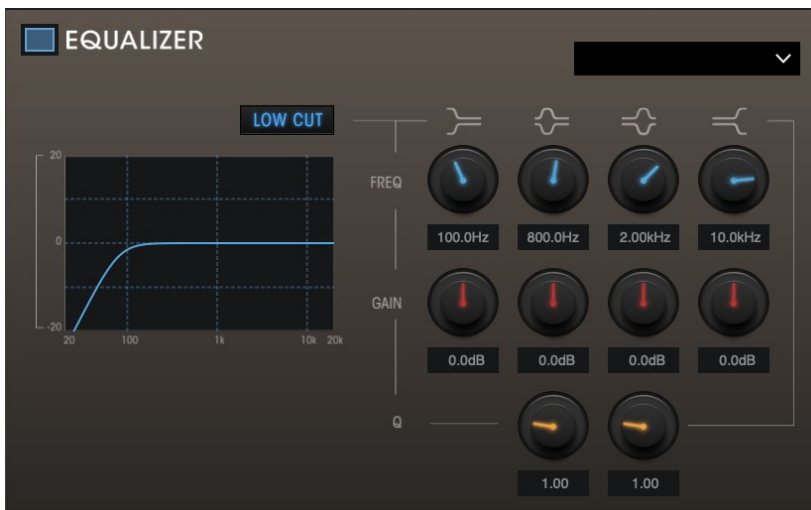 EQUALIZER
LOW CUT
FREQ
100.0Hz 800.0Hz 2.00kHz 10.0kHz
GAIN
0.0dB 0.0dB 0.0dB 0.0dB
Q
1.00 1.00
20
0
-20
20 100 1k 10k 20k